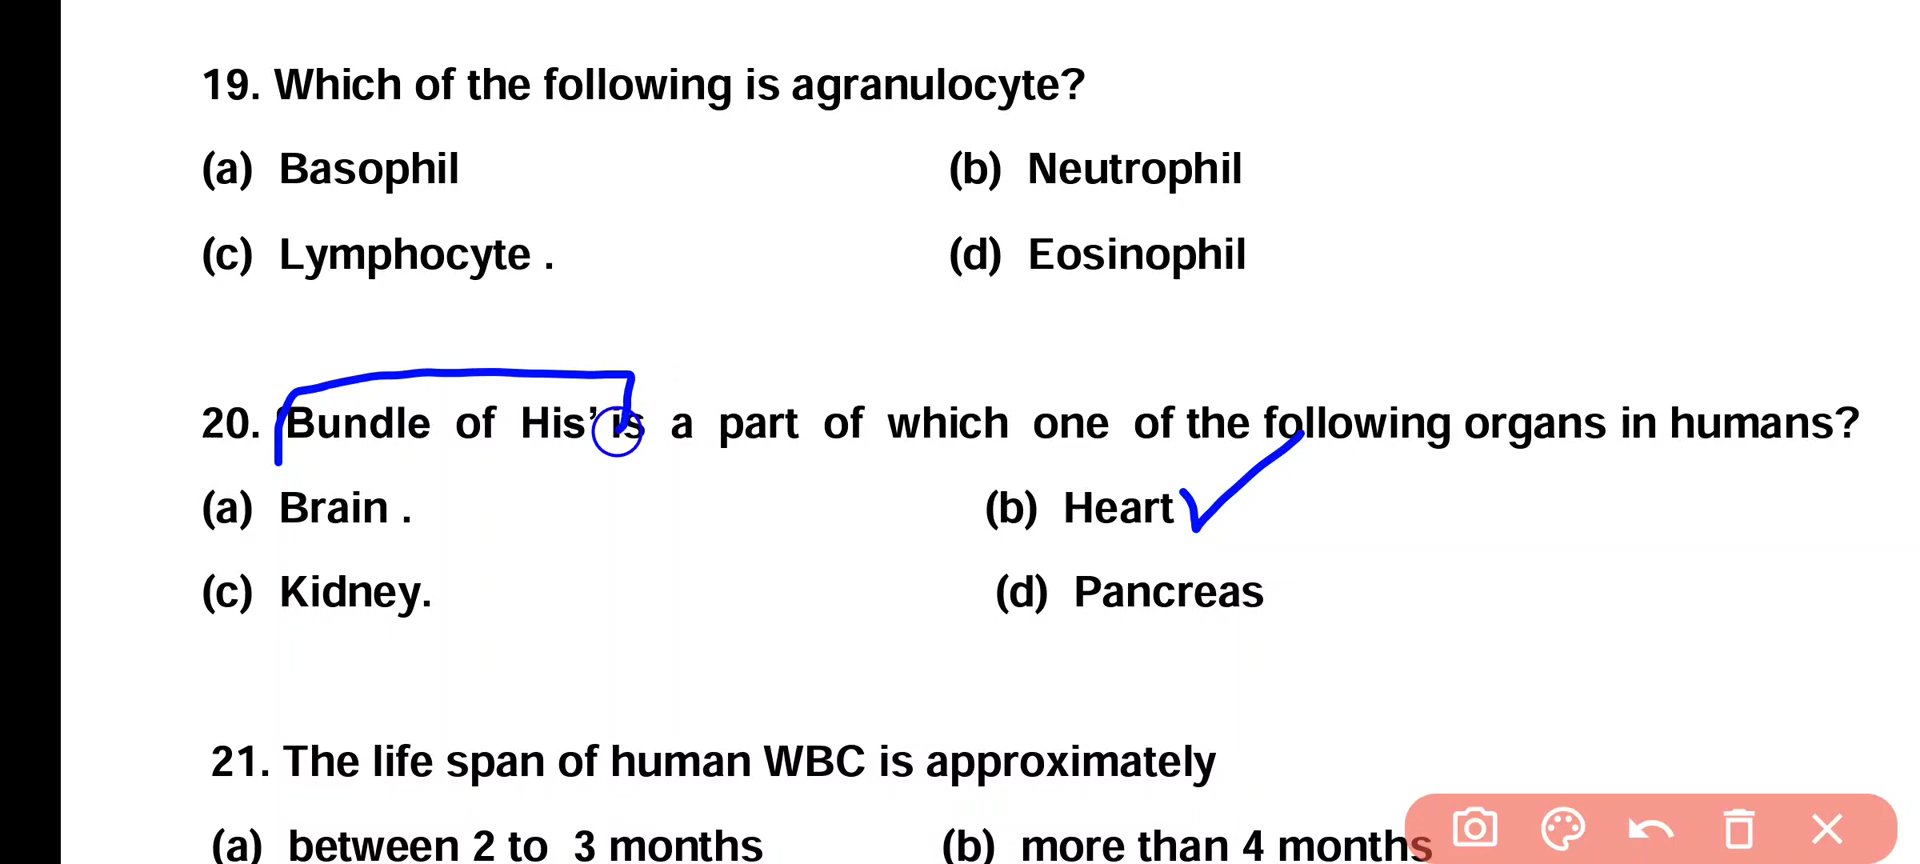 19. Which of the following is agranulocyte?
(a) Basophil (b) Neutrophil
(c) Lymphocyte . (d) Eosinophil
20. ‘Bundle of His’ is a part of which one of the following organs in humans?
(a) Brain . (b) Heart
(c) Kidney. (d) Pancreas
21. The life span of human WBC is approximately
(a) between 2 to 3 months (b) more than 4 months